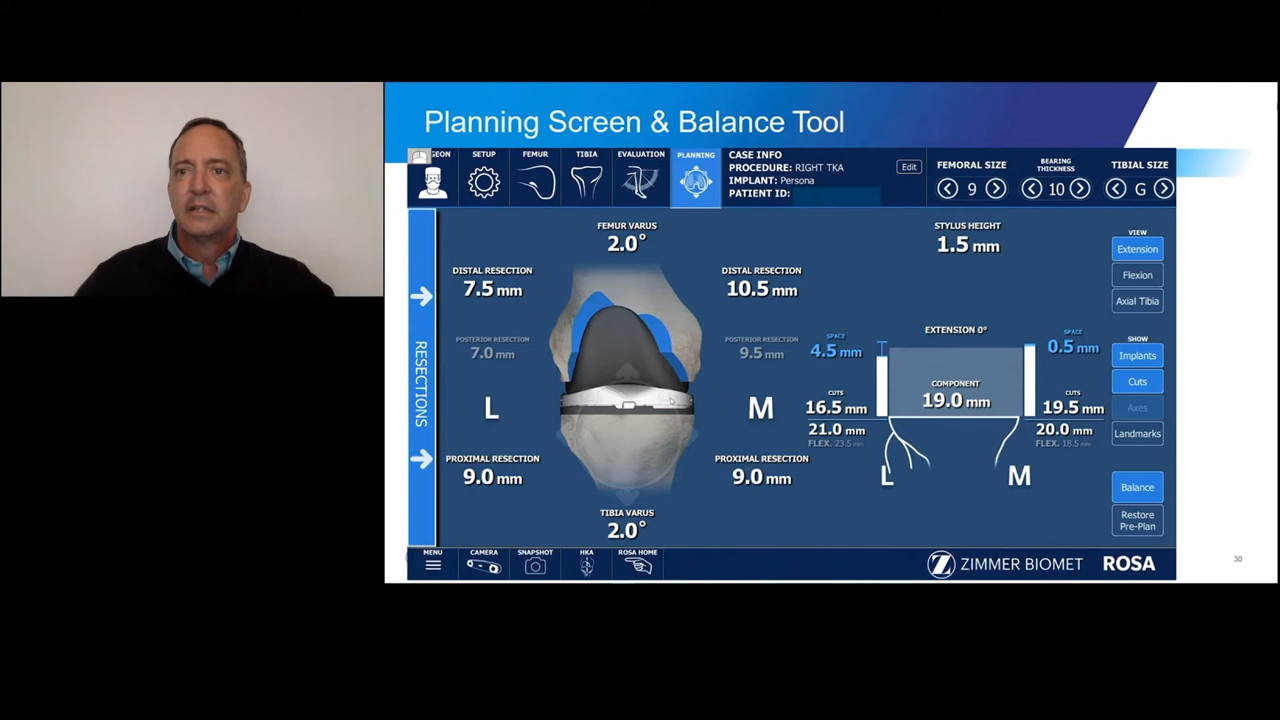 Planning Screen & Balance Tool
GEON
SETUP
FEMUR
TIBIA
EVALUATION
PLANNING
CASE INFO
PROCEDURE: RIGHT TKA
IMPLANT: Persona
PATIENT ID:
Edit
FEMORAL SIZE
9
BEARING
THICKNESS
10
TIBIAL SIZE
G
RESECTIONS
FEMUR VARUS
2.0°
DISTAL RESECTION
7.5 mm
DISTAL RESECTION
10.5 mm
POSTERIOR RESECTION
7.0 mm
POSTERIOR RESECTION
9.5 mm
L
M
PROXIMAL RESECTION
9.0 mm
PROXIMAL RESECTION
9.0 mm
TIBIA VARUS
2.0°
STYLUS HEIGHT
1.5 mm
EXTENSION 0°
SPACE
4.5 mm
SPACE
0.5 mm
COMPONENT
19.0 mm
CUTS
16.5 mm
21.0 mm
FLEX. 23.5 mm
CUTS
19.5 mm
20.0 mm
FLEX. 18.5 mm
L
M
VIEW
Extension
Flexion
Axial Tibia
SHOW
Implants
Cuts
Axes
Landmarks
Balance
Restore
Pre-Plan
MENU
CAMERA
SNAPSHOT
HKA
ROSA HOME
ZIMMER BIOMET
ROSA
30